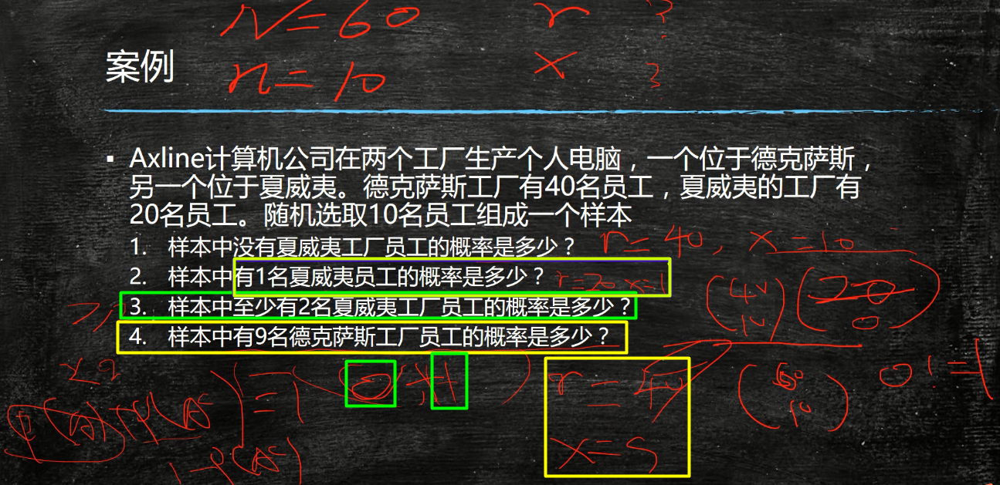 N=60 r ?
n=10 x ?
案例
▪ Axline计算机公司在两个工厂生产个人电脑，一个位于德克萨斯，
另一个位于夏威夷。德克萨斯工厂有40名员工，夏威夷的工厂有
20名员工。随机选取10名员工组成一个样本
1. 样本中没有夏威夷工厂员工的概率是多少？ r=40, x=10
2. 样本中有1名夏威夷员工的概率是多少？ r=20 x=1
3. 样本中至少有2名夏威夷工厂员工的概率是多少？
4. 样本中有9名德克萨斯工厂员工的概率是多少？
(40 10) (20 0)
(60 10) 0!=1
P(A)+P(A^c)=1
1-P(A^c)
r=40